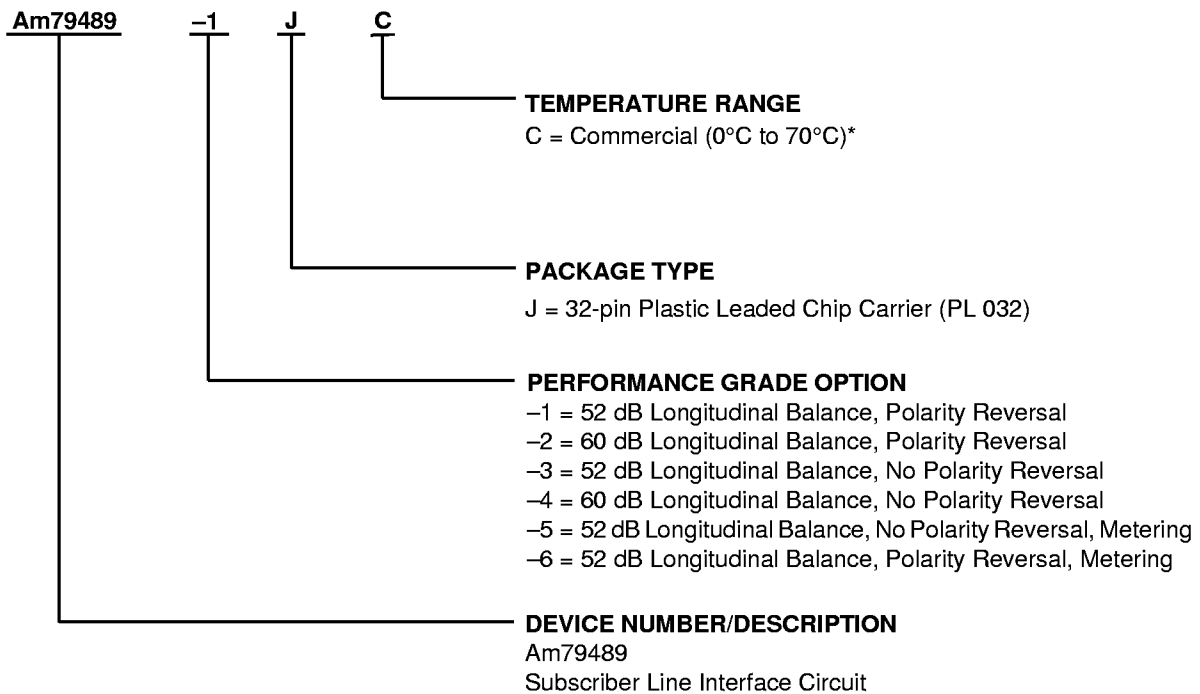 Am79489 –1 J C
TEMPERATURE RANGE
C = Commercial (0°C to 70°C)*
PACKAGE TYPE
J = 32-pin Plastic Leaded Chip Carrier (PL 032)
PERFORMANCE GRADE OPTION
–1 = 52 dB Longitudinal Balance, Polarity Reversal
–2 = 60 dB Longitudinal Balance, Polarity Reversal
–3 = 52 dB Longitudinal Balance, No Polarity Reversal
–4 = 60 dB Longitudinal Balance, No Polarity Reversal
–5 = 52 dB Longitudinal Balance, No Polarity Reversal, Metering
–6 = 52 dB Longitudinal Balance, Polarity Reversal, Metering
DEVICE NUMBER/DESCRIPTION
Am79489
Subscriber Line Interface Circuit